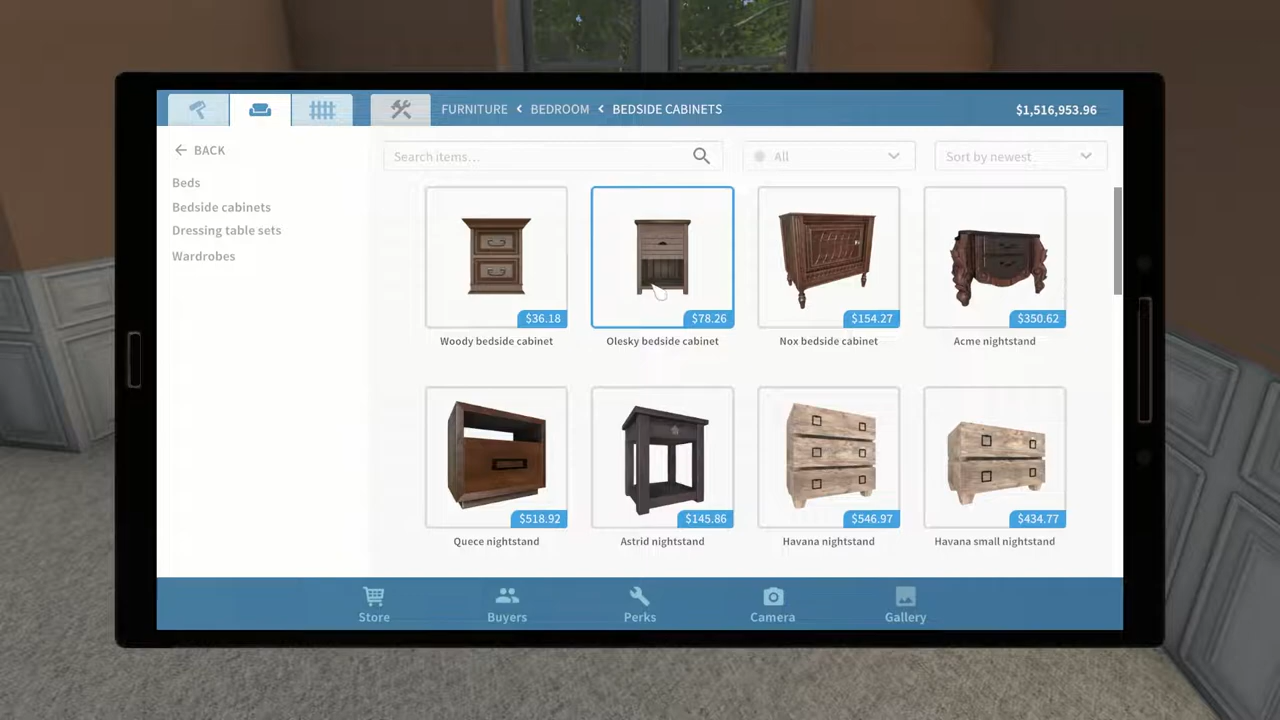 FURNITURE < BEDROOM < BEDSIDE CABINETS
$1,516,953.96
BACK
Search items...
All
Sort by newest
Beds
Bedside cabinets
Dressing table sets
Wardrobes
$36.18
$78.26
$154.27
$350.62
Woody bedside cabinet
Olesky bedside cabinet
Nox bedside cabinet
Acme nightstand
$518.92
$145.86
$546.97
$434.77
Quece nightstand
Astrid nightstand
Havana nightstand
Havana small nightstand
Store
Buyers
Perks
Camera
Gallery